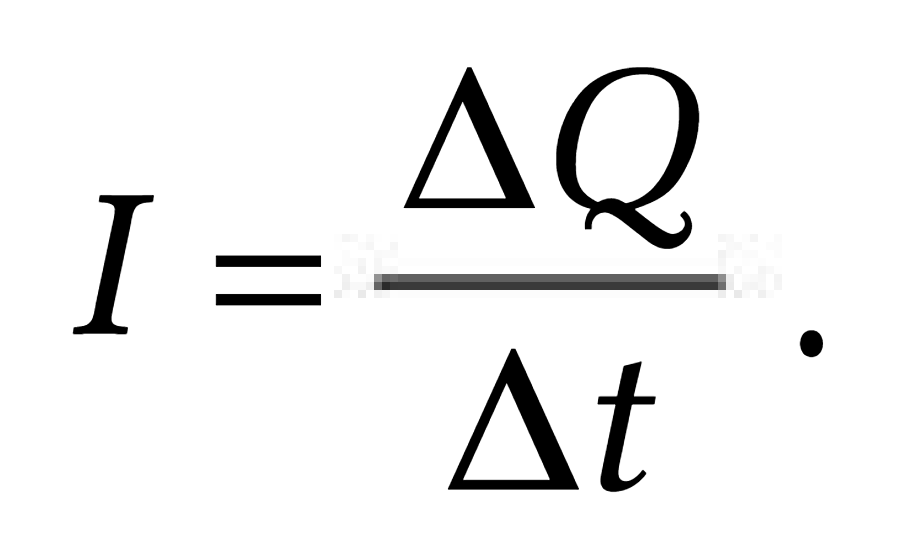 I = ΔQ / Δt .